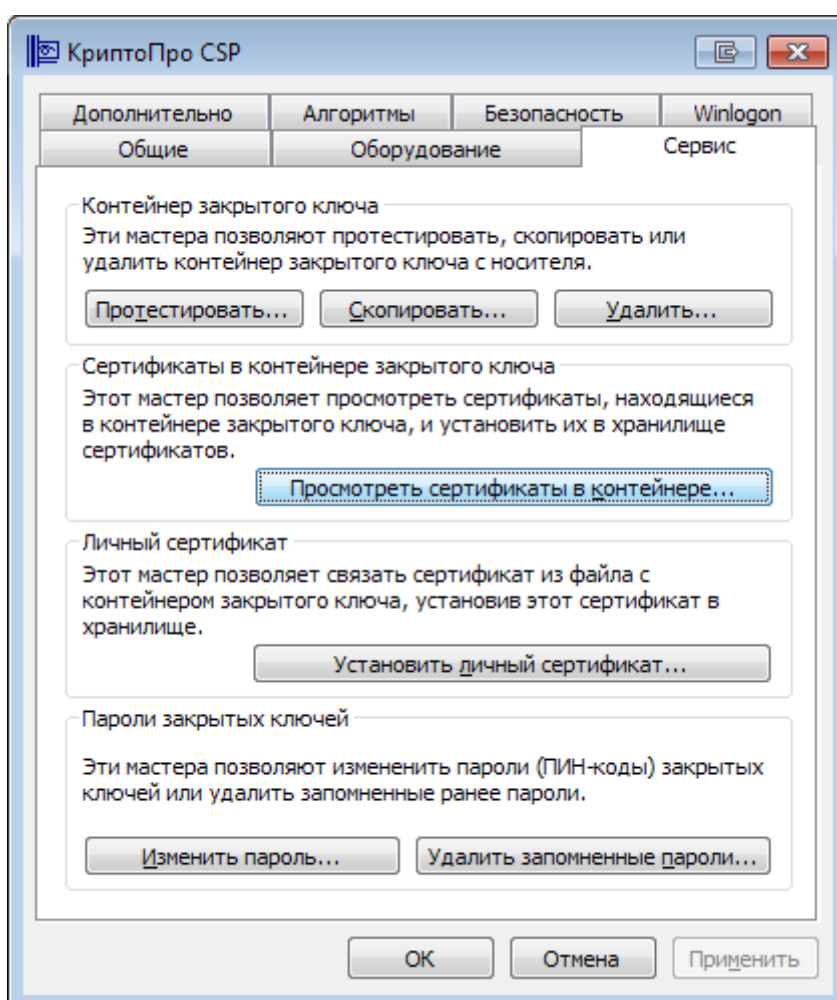 КриптоПро CSP
Дополнительно Алгоритмы Безопасность Winlogon
Общие Оборудование Сервис
Контейнер закрытого ключа
Эти мастера позволяют протестировать, скопировать или
удалить контейнер закрытого ключа с носителя.
Протестировать... Скопировать... Удалить...
Сертификаты в контейнере закрытого ключа
Этот мастер позволяет просмотреть сертификаты, находящиеся
в контейнере закрытого ключа, и установить их в хранилище
сертификатов.
Просмотреть сертификаты в контейнере...
Личный сертификат
Этот мастер позволяет связать сертификат из файла с
контейнером закрытого ключа, установив этот сертификат в
хранилище.
Установить личный сертификат...
Пароли закрытых ключей
Эти мастера позволяют измененить пароли (ПИН-коды) закрытых
ключей или удалить запомненные ранее пароли.
Изменить пароль... Удалить запомненные пароли...
ОК Отмена Применить